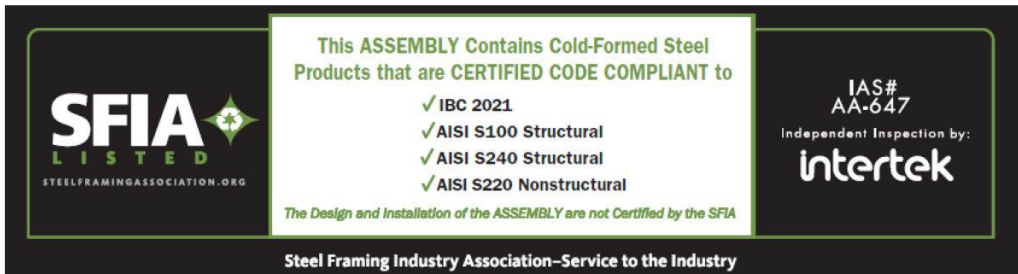 SFIA
LISTED
STEELFRAMINGASSOCIATION.ORG
This ASSEMBLY Contains Cold-Formed Steel
Products that are CERTIFIED CODE COMPLIANT to
✓IBC 2021
✓AISI S100 Structural
✓AISI S240 Structural
✓AISI S220 Nonstructural
The Design and Installation of the ASSEMBLY are not Certified by the SFIA
IAS#
AA-647
Independent Inspection by:
intertek
Steel Framing Industry Association–Service to the Industry